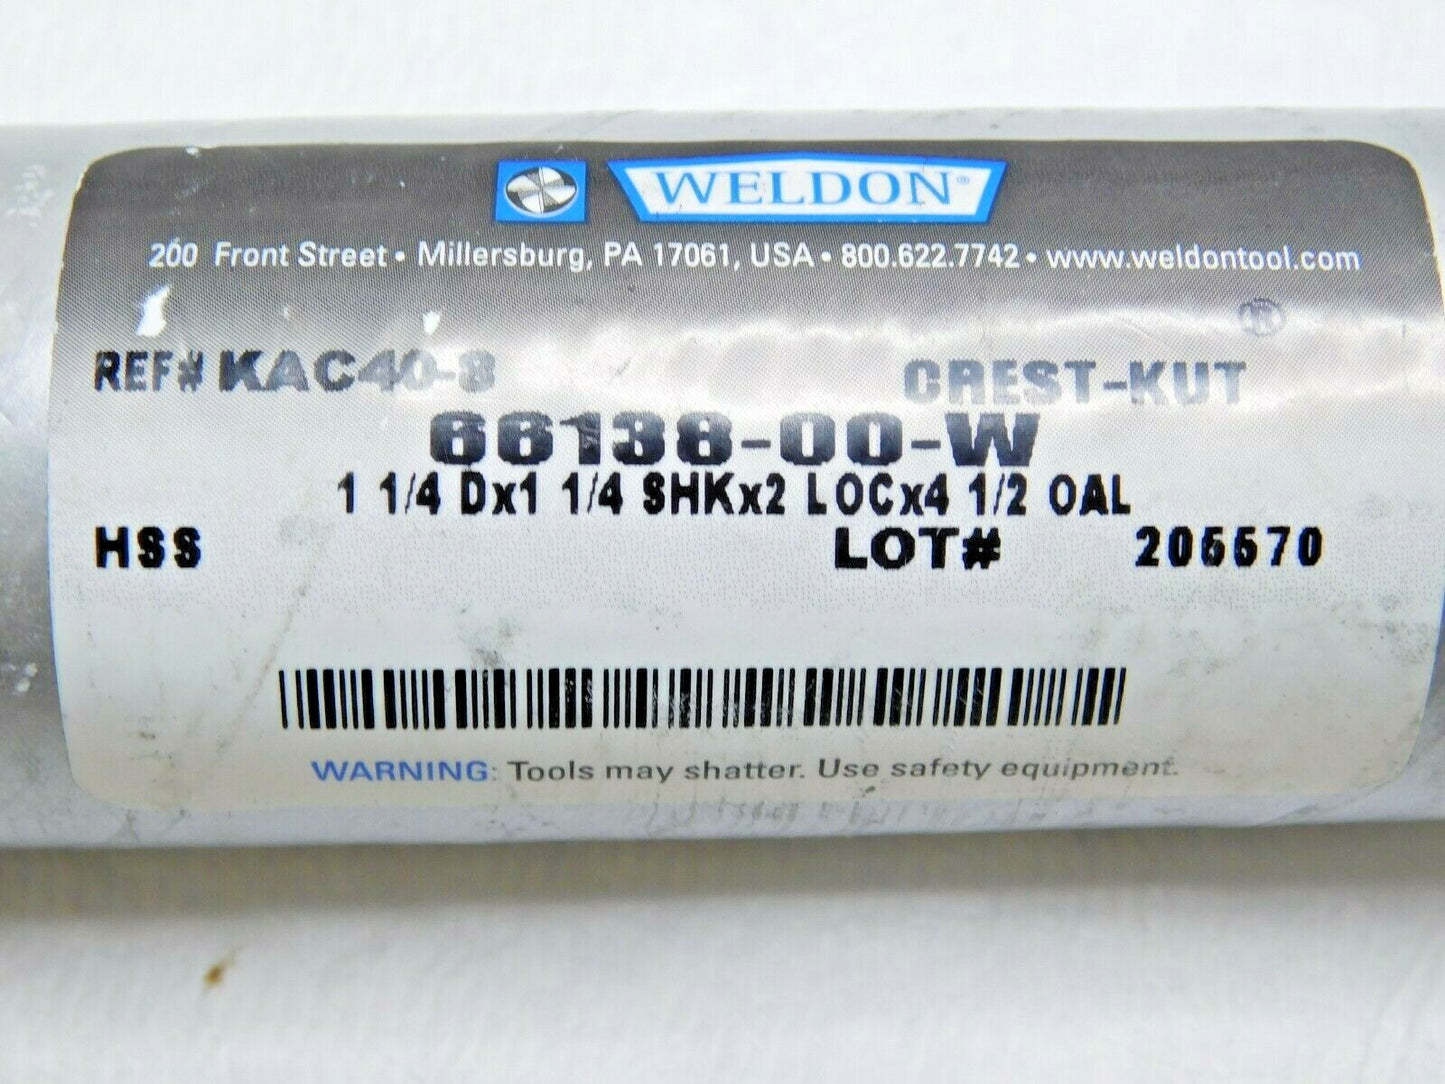 WELDON®
200 Front Street • Millersburg, PA 17061, USA • 800.622.7742 • www.weldontool.com
REF# KAC40-8 CREST-KUT®
66138-00-W
1 1/4 Dx1 1/4 SHKx2 LOCx4 1/2 OAL
HSS LOT#
WARNING: Tools may shatter. Use safety equipment.